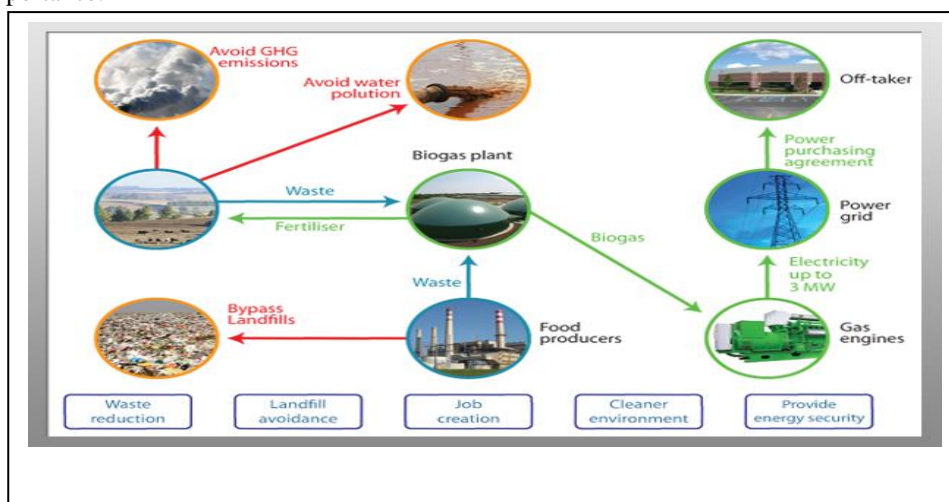 Avoid GHG
emissions
Avoid water
polution
Off-taker
Biogas plant
Power
purchasing
agreement
Waste
Fertiliser
Biogas
Power
grid
Waste
Electricity
up to
3 MW
Bypass
Landfills
Food
producers
Gas
engines
Waste
reduction
Landfill
avoidance
Job
creation
Cleaner
environment
Provide
energy security